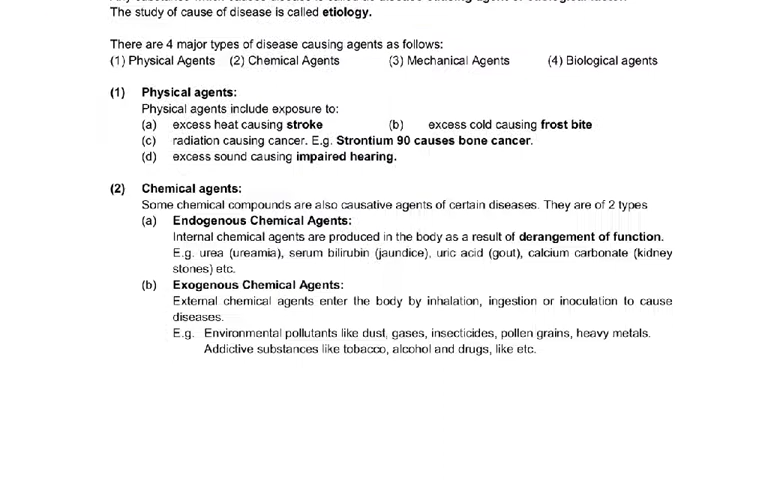 The study of cause of disease is called etiology.
There are 4 major types of disease causing agents as follows:
(1) Physical Agents (2) Chemical Agents (3) Mechanical Agents (4) Biological agents
(1) Physical agents:
Physical agents include exposure to:
(a) excess heat causing stroke (b) excess cold causing frost bite
(c) radiation causing cancer. E.g. Strontium 90 causes bone cancer.
(d) excess sound causing impaired hearing.
(2) Chemical agents:
Some chemical compounds are also causative agents of certain diseases. They are of 2 types
(a) Endogenous Chemical Agents:
Internal chemical agents are produced in the body as a result of derangement of function.
E.g. urea (ureamia), serum bilirubin (jaundice), uric acid (gout), calcium carbonate (kidney
stones) etc.
(b) Exogenous Chemical Agents:
External chemical agents enter the body by inhalation, ingestion or inoculation to cause
diseases.
E.g. Environmental pollutants like dust, gases, insecticides, pollen grains, heavy metals.
Addictive substances like tobacco, alcohol and drugs, like etc.